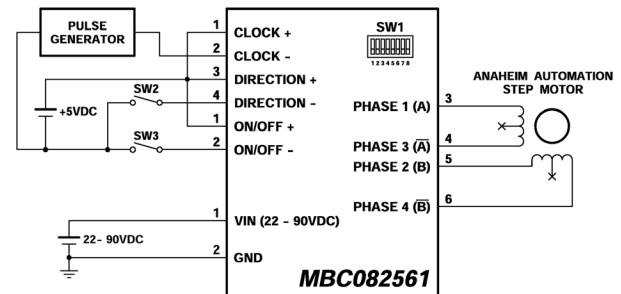 PULSE
GENERATOR
+5VDC
SW2
SW3
22- 90VDC
1 CLOCK +
2 CLOCK -
3 DIRECTION +
4 DIRECTION -
1 ON/OFF +
2 ON/OFF -
1 VIN (22 - 90VDC)
2 GND
SW1
12345678
PHASE 1 (A) 3
PHASE 3 (A̅) 4
PHASE 2 (B) 5
PHASE 4 (B̅) 6
MBC082561
ANAHEIM AUTOMATION
STEP MOTOR